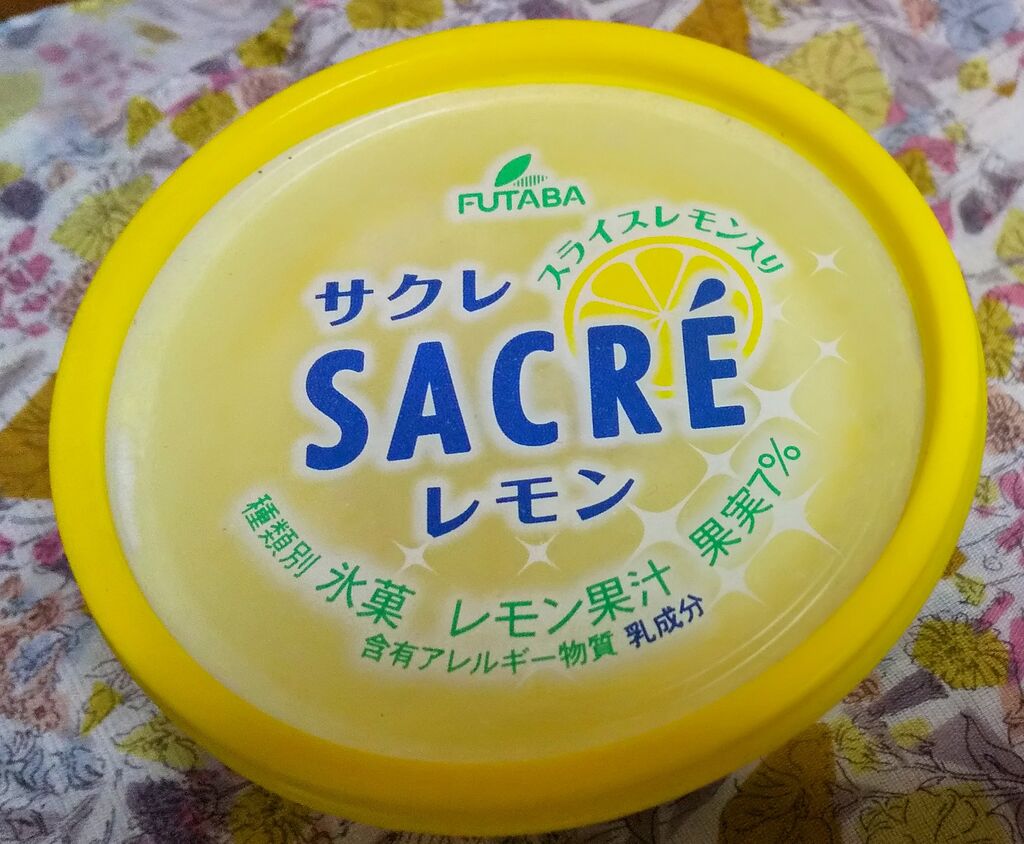 FUTABA
スライスレモン入り
サクレ
SACRÉ
レモン
種類別 氷菓 レモン果汁 果実7%
含有アレルギー物質 乳成分